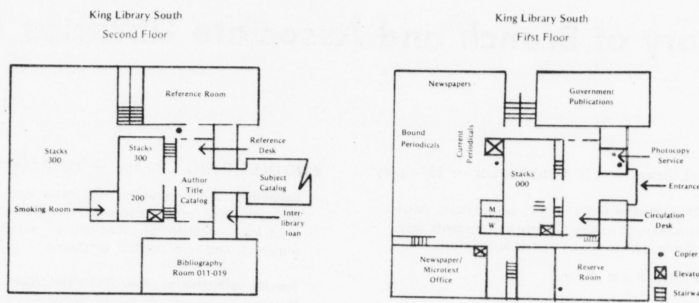 King Library South
Second Floor
Reference Room
Stacks
300
Stacks
300
Reference
Desk
Author
Title
Catalog
Subject
Catalog
200
Smoking Room
Inter-
library
loan
Bibliography
Room 011-019
King Library South
First Floor
Newspapers
Government
Publications
Bound
Periodicals
Current
Periodicals
Stacks
000
Photocopy
Service
Entrance
M
W
Circulation
Desk
Newspaper/
Microtext
Office
Reserve
Room
Copier
Elevato
Stairwa